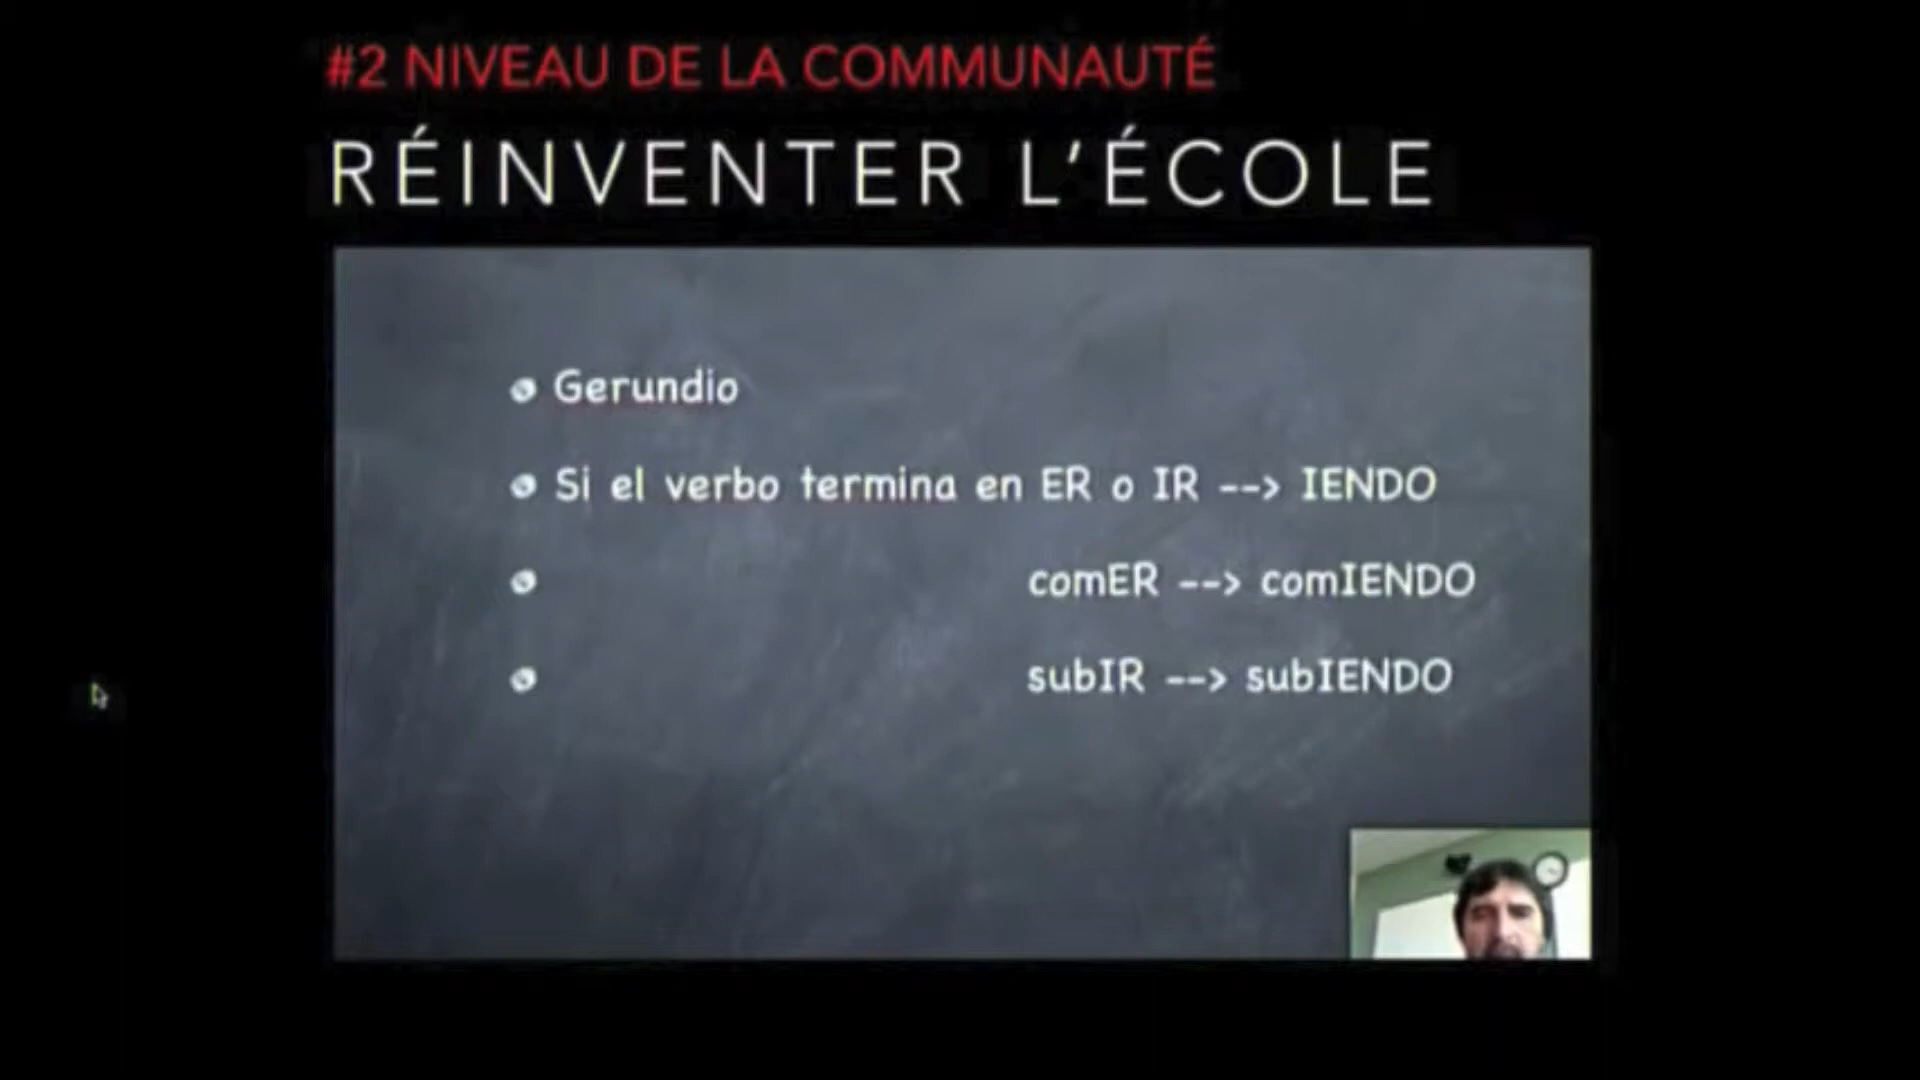 #2 NIVEAU DE LA COMMUNAUTÉ
RÉINVENTER L'ÉCOLE
Gerundio
Si el verbo termina en ER o IR --> IENDO
comER --> comIENDO
subIR --> subIENDO